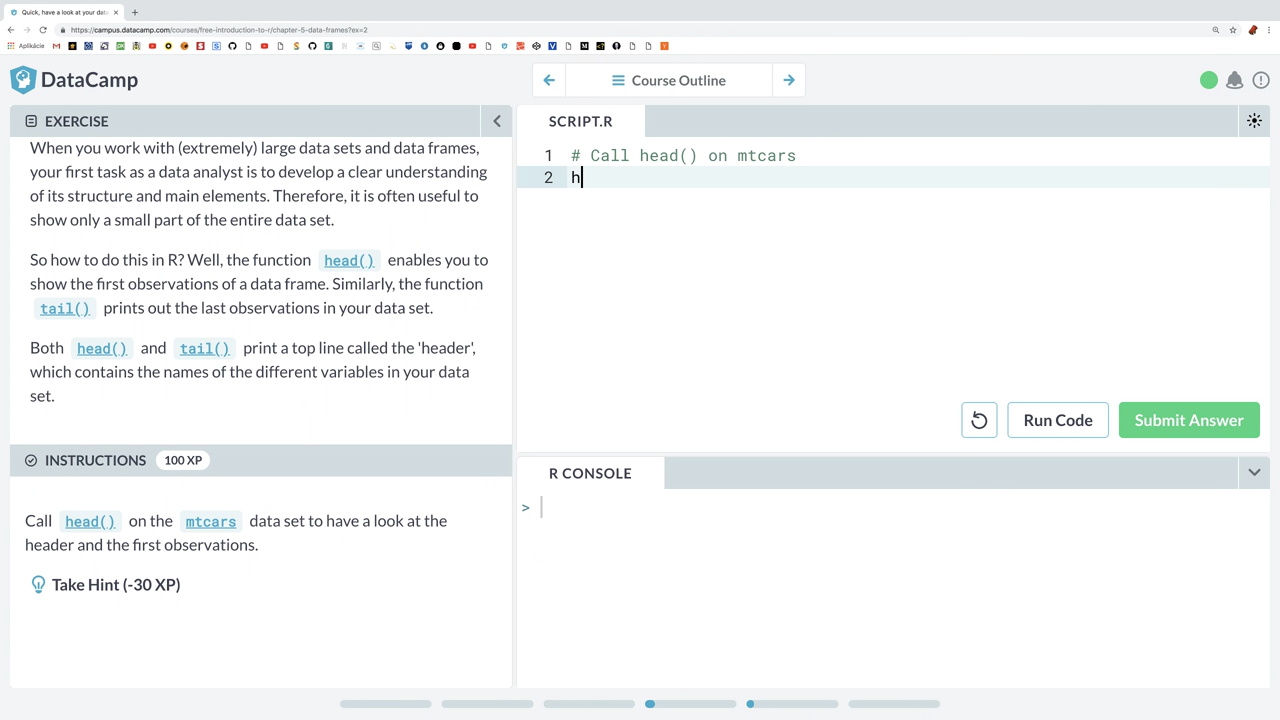 Quick, have a look at your data
https://campus.datacamp.com/courses/free-introduction-to-r/chapter-5-data-frames?ex=2
Aplikácie
DataCamp
Course Outline
EXERCISE
When you work with (extremely) large data sets and data frames,
your first task as a data analyst is to develop a clear understanding
of its structure and main elements. Therefore, it is often useful to
show only a small part of the entire data set.
So how to do this in R? Well, the function head() enables you to
show the first observations of a data frame. Similarly, the function
tail() prints out the last observations in your data set.
Both head() and tail() print a top line called the 'header',
which contains the names of the different variables in your data
set.
INSTRUCTIONS 100 XP
Call head() on the mtcars data set to have a look at the
header and the first observations.
Take Hint (-30 XP)
SCRIPT.R
1 # Call head() on mtcars
2 h
Run Code
Submit Answer
R CONSOLE
>